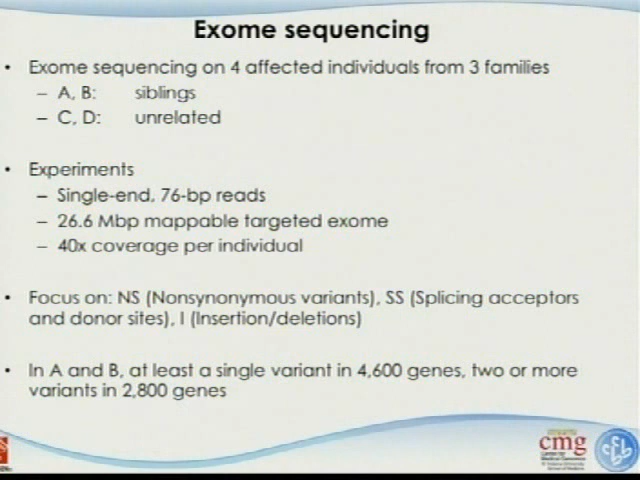 Exome sequencing
• Exome sequencing on 4 affected individuals from 3 families
– A, B: siblings
– C, D: unrelated
• Experiments
– Single-end, 76-bp reads
– 26.6 Mbp mappable targeted exome
– 40x coverage per individual
• Focus on: NS (Nonsynonymous variants), SS (Splicing acceptors
and donor sites), I (Insertion/deletions)
• In A and B, at least a single variant in 4,600 genes, two or more
variants in 2,800 genes
cmg